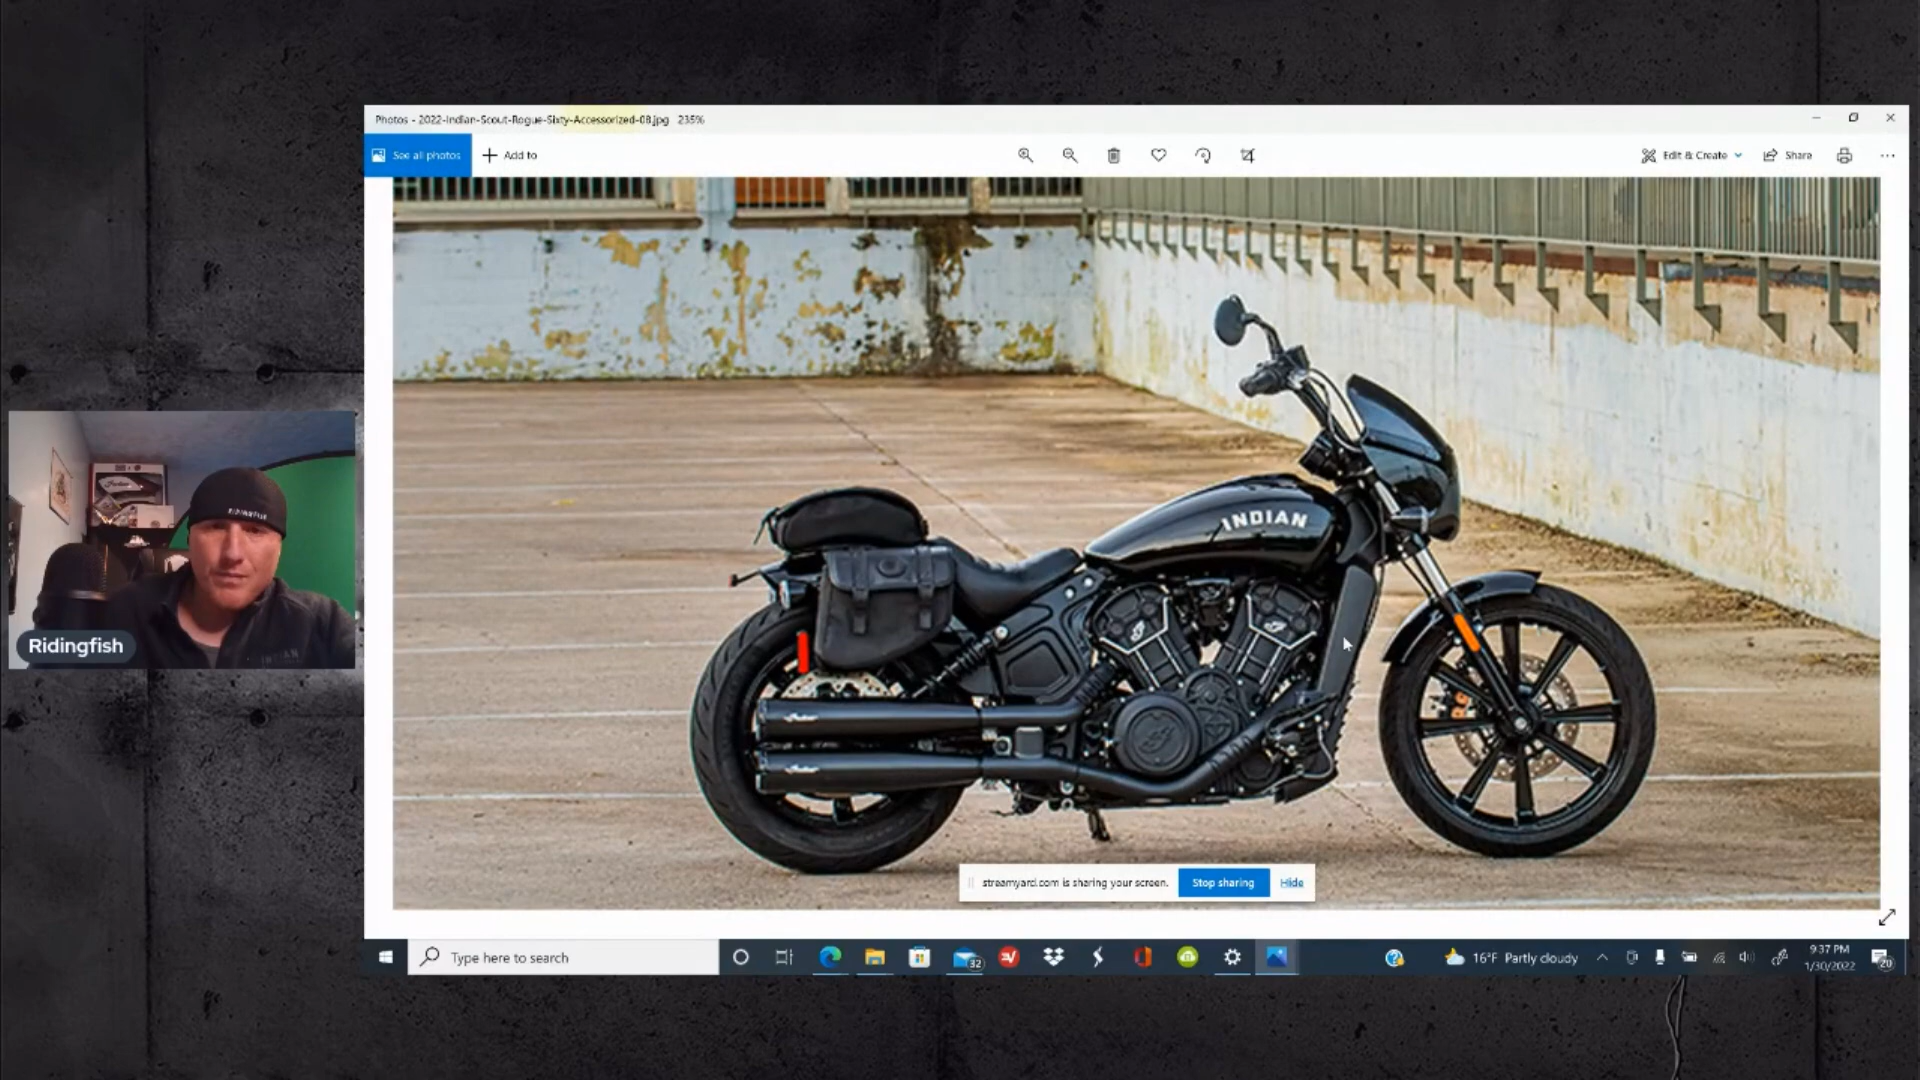 Photos - 2022-Indian-Scout-Rogue-Sixty-Accessorized-08.jpg 235%
See all photos
Add to
Edit & Create
Share
INDIAN
RIDINGFISH
Ridingfish
streamyard.com is sharing your screen.
Stop sharing
Hide
Type here to search
32
16°F Partly cloudy
9:37 PM
1/30/2022
20